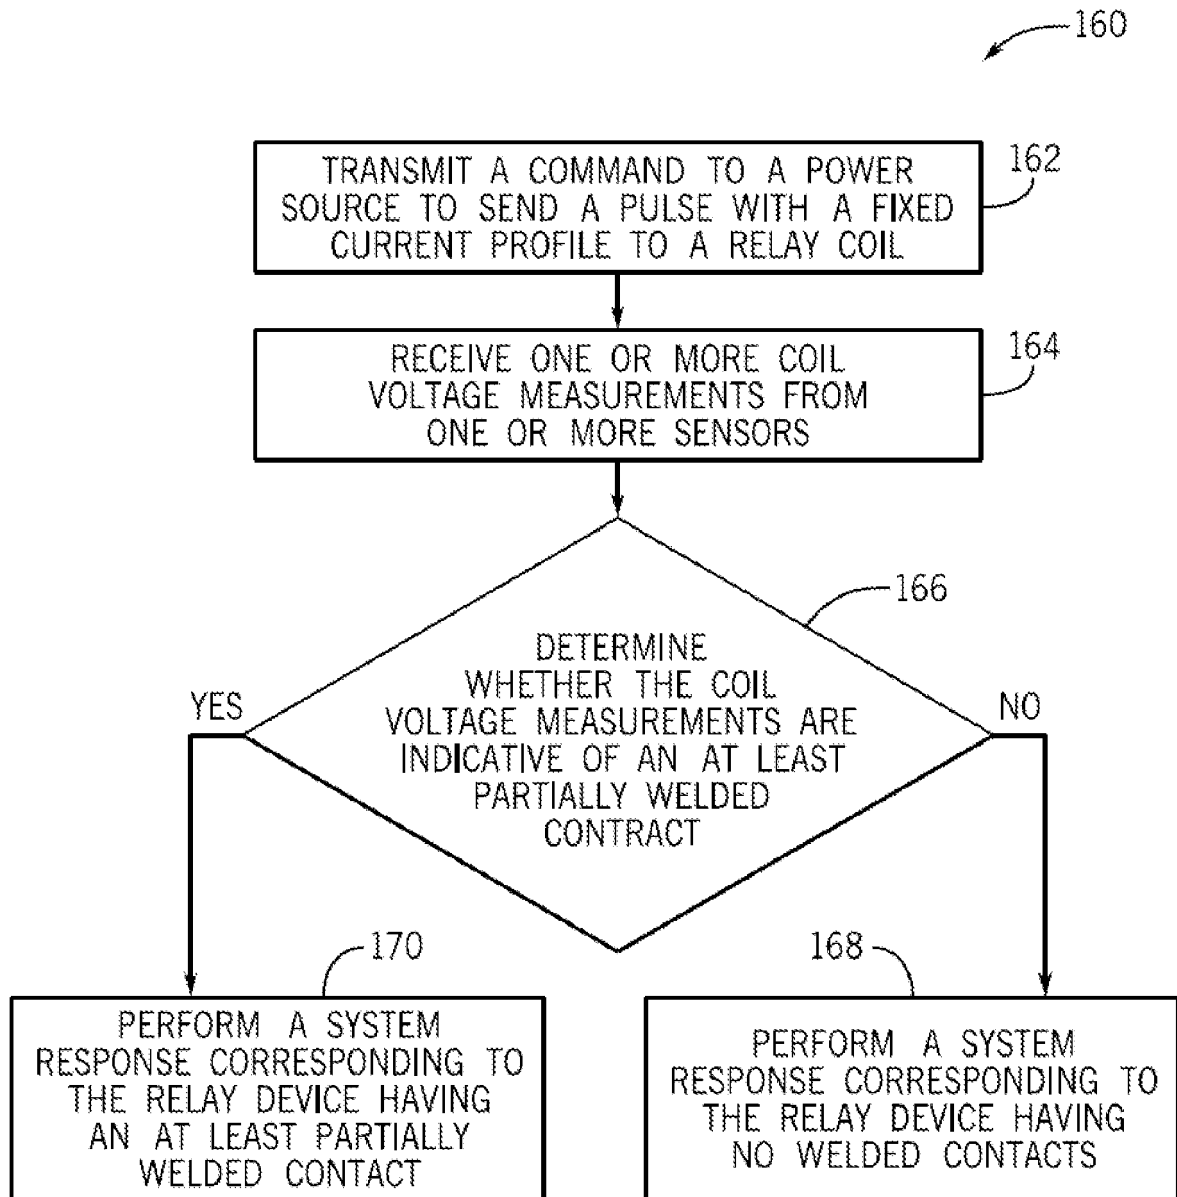 160
TRANSMIT A COMMAND TO A POWER
SOURCE TO SEND A PULSE WITH A FIXED
CURRENT PROFILE TO A RELAY COIL
162
RECEIVE ONE OR MORE COIL
VOLTAGE MEASUREMENTS FROM
ONE OR MORE SENSORS
164
166
DETERMINE
WHETHER THE COIL
VOLTAGE MEASUREMENTS ARE
INDICATIVE OF AN AT LEAST
PARTIALLY WELDED
CONTRACT
YES
NO
170
168
PERFORM A SYSTEM
RESPONSE CORRESPONDING TO
THE RELAY DEVICE HAVING
AN AT LEAST PARTIALLY
WELDED CONTACT
PERFORM A SYSTEM
RESPONSE CORRESPONDING TO
THE RELAY DEVICE HAVING
NO WELDED CONTACTS